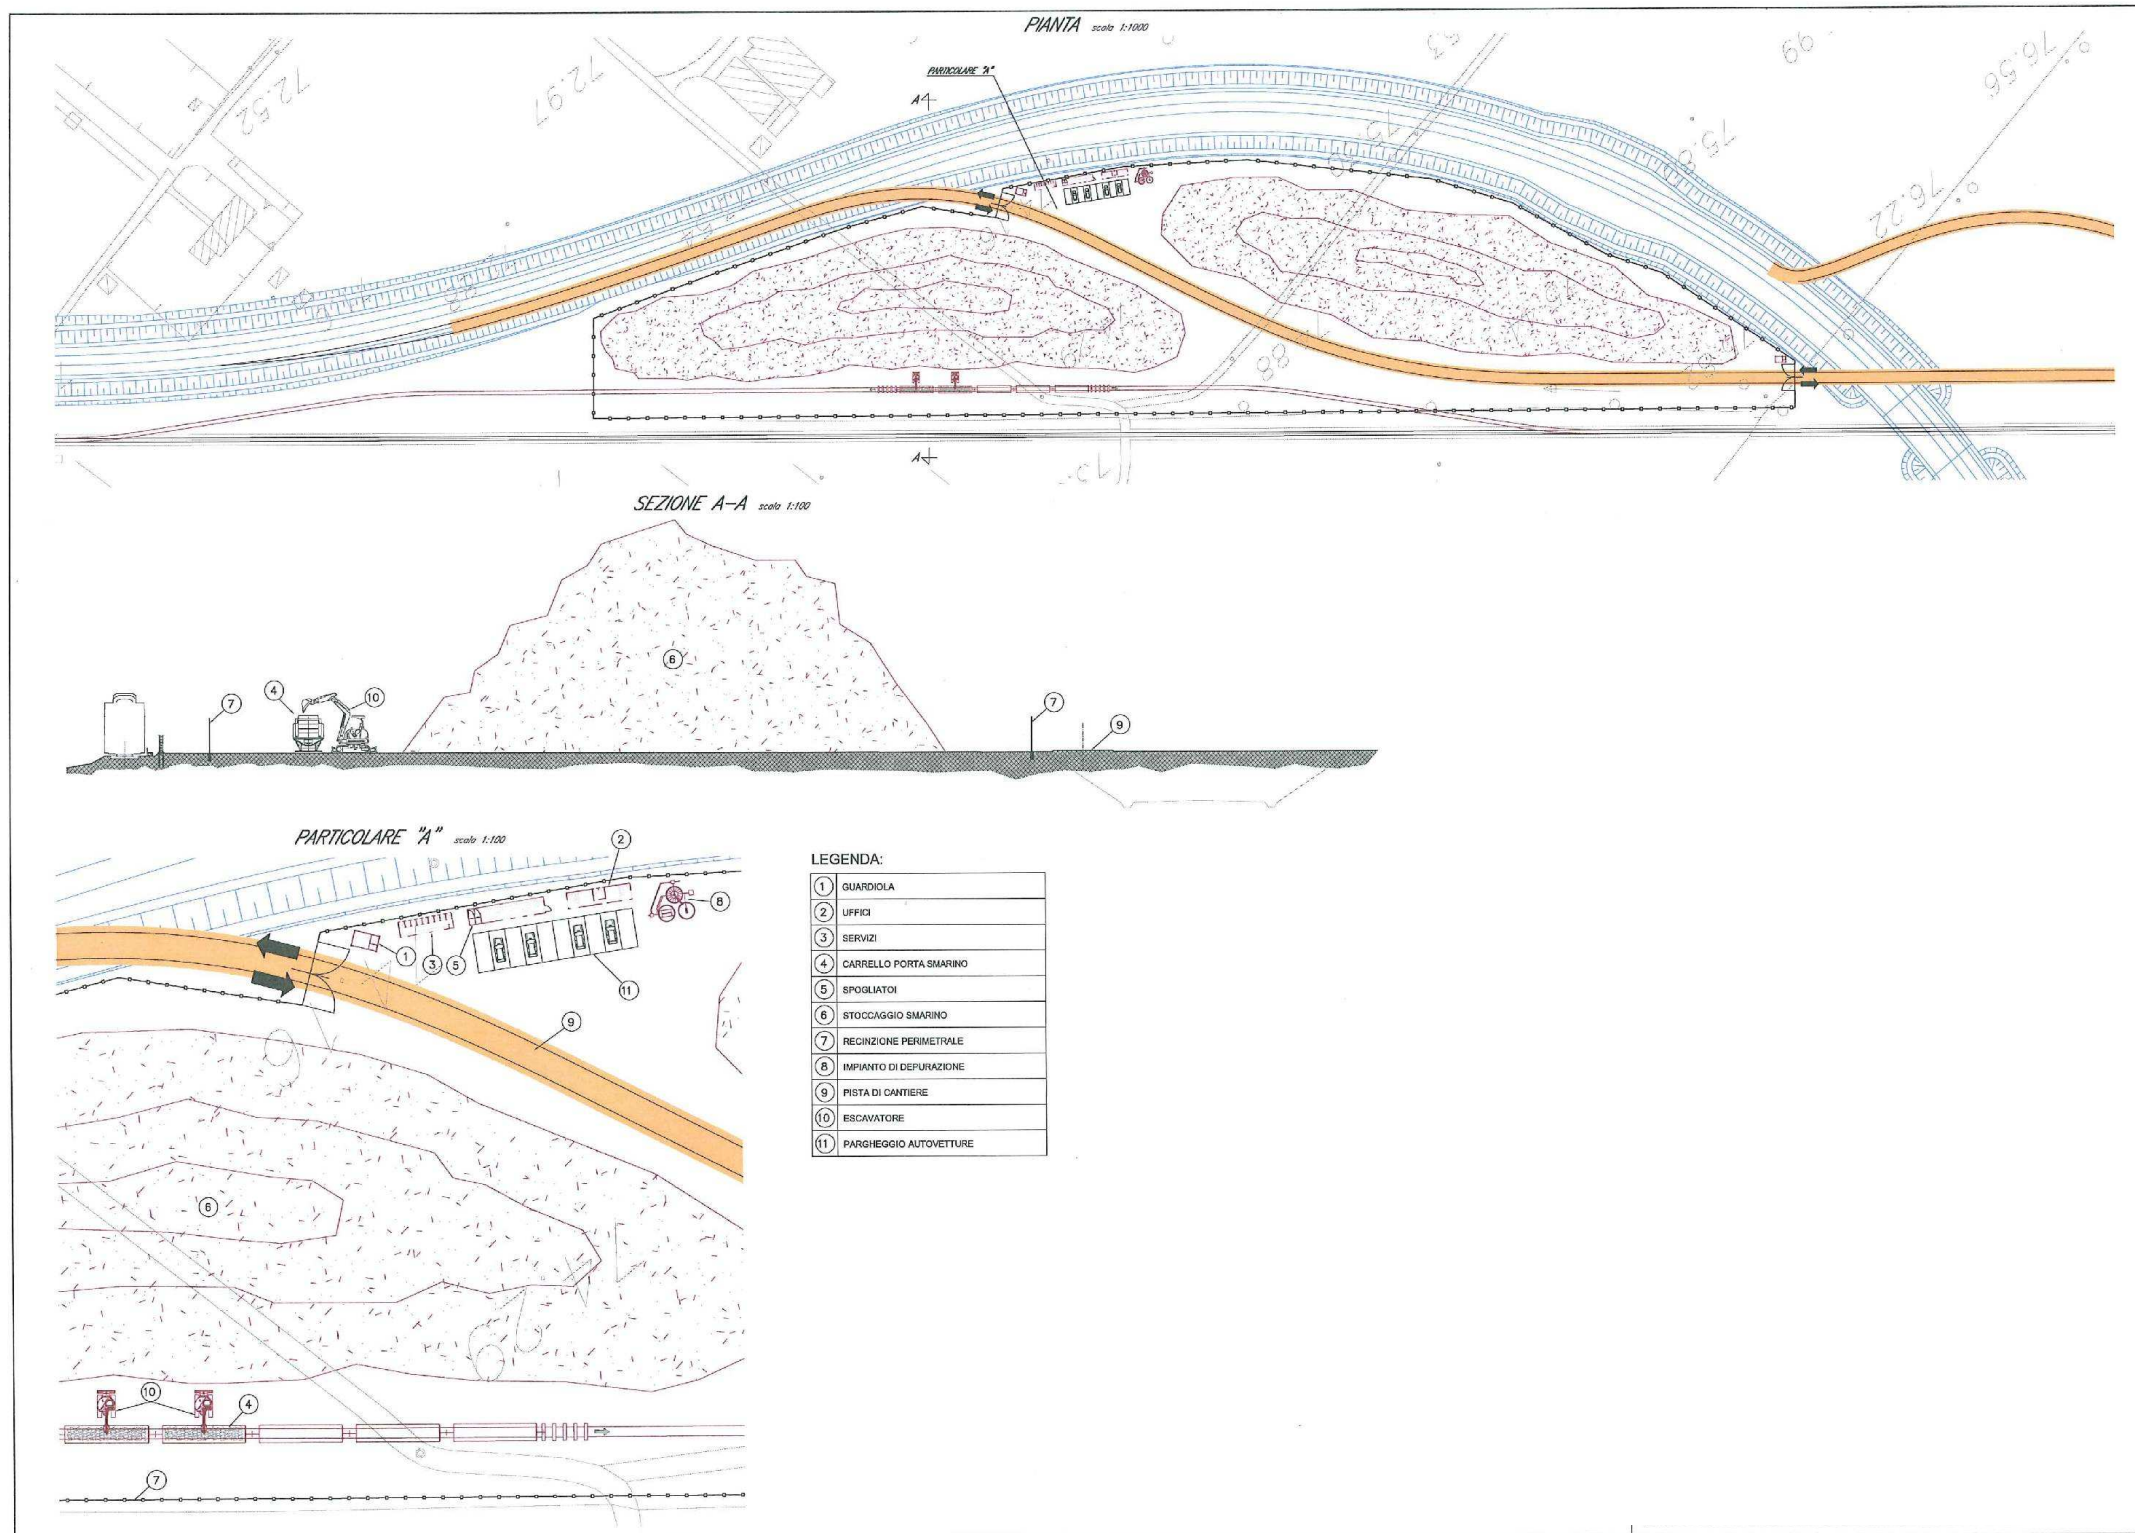 PIANTA scala 1:1000
PARTICOLARE "A"
A
72.52
72.97
99
76.56
76.22
88
A
SEZIONE A-A scala 1:100
6
7
4
10
7
9
PARTICOLARE "A" scala 1:100
2
8
1
3
5
11
9
6
10
4
7
LEGENDA:
1 GUARDIOLA
2 UFFICI
3 SERVIZI
4 CARRELLO PORTA SMARINO
5 SPOGLIATOI
6 STOCCAGGIO SMARINO
7 RECINZIONE PERIMETRALE
8 IMPIANTO DI DEPURAZIONE
9 PISTA DI CANTIERE
10 ESCAVATORE
11 PARGHEGGIO AUTOVETTURE